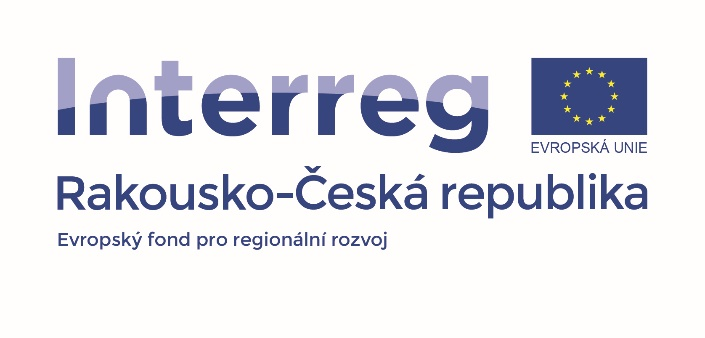 Interreg
EVROPSKÁ UNIE
Rakousko-Česká republika
Evropský fond pro regionální rozvoj